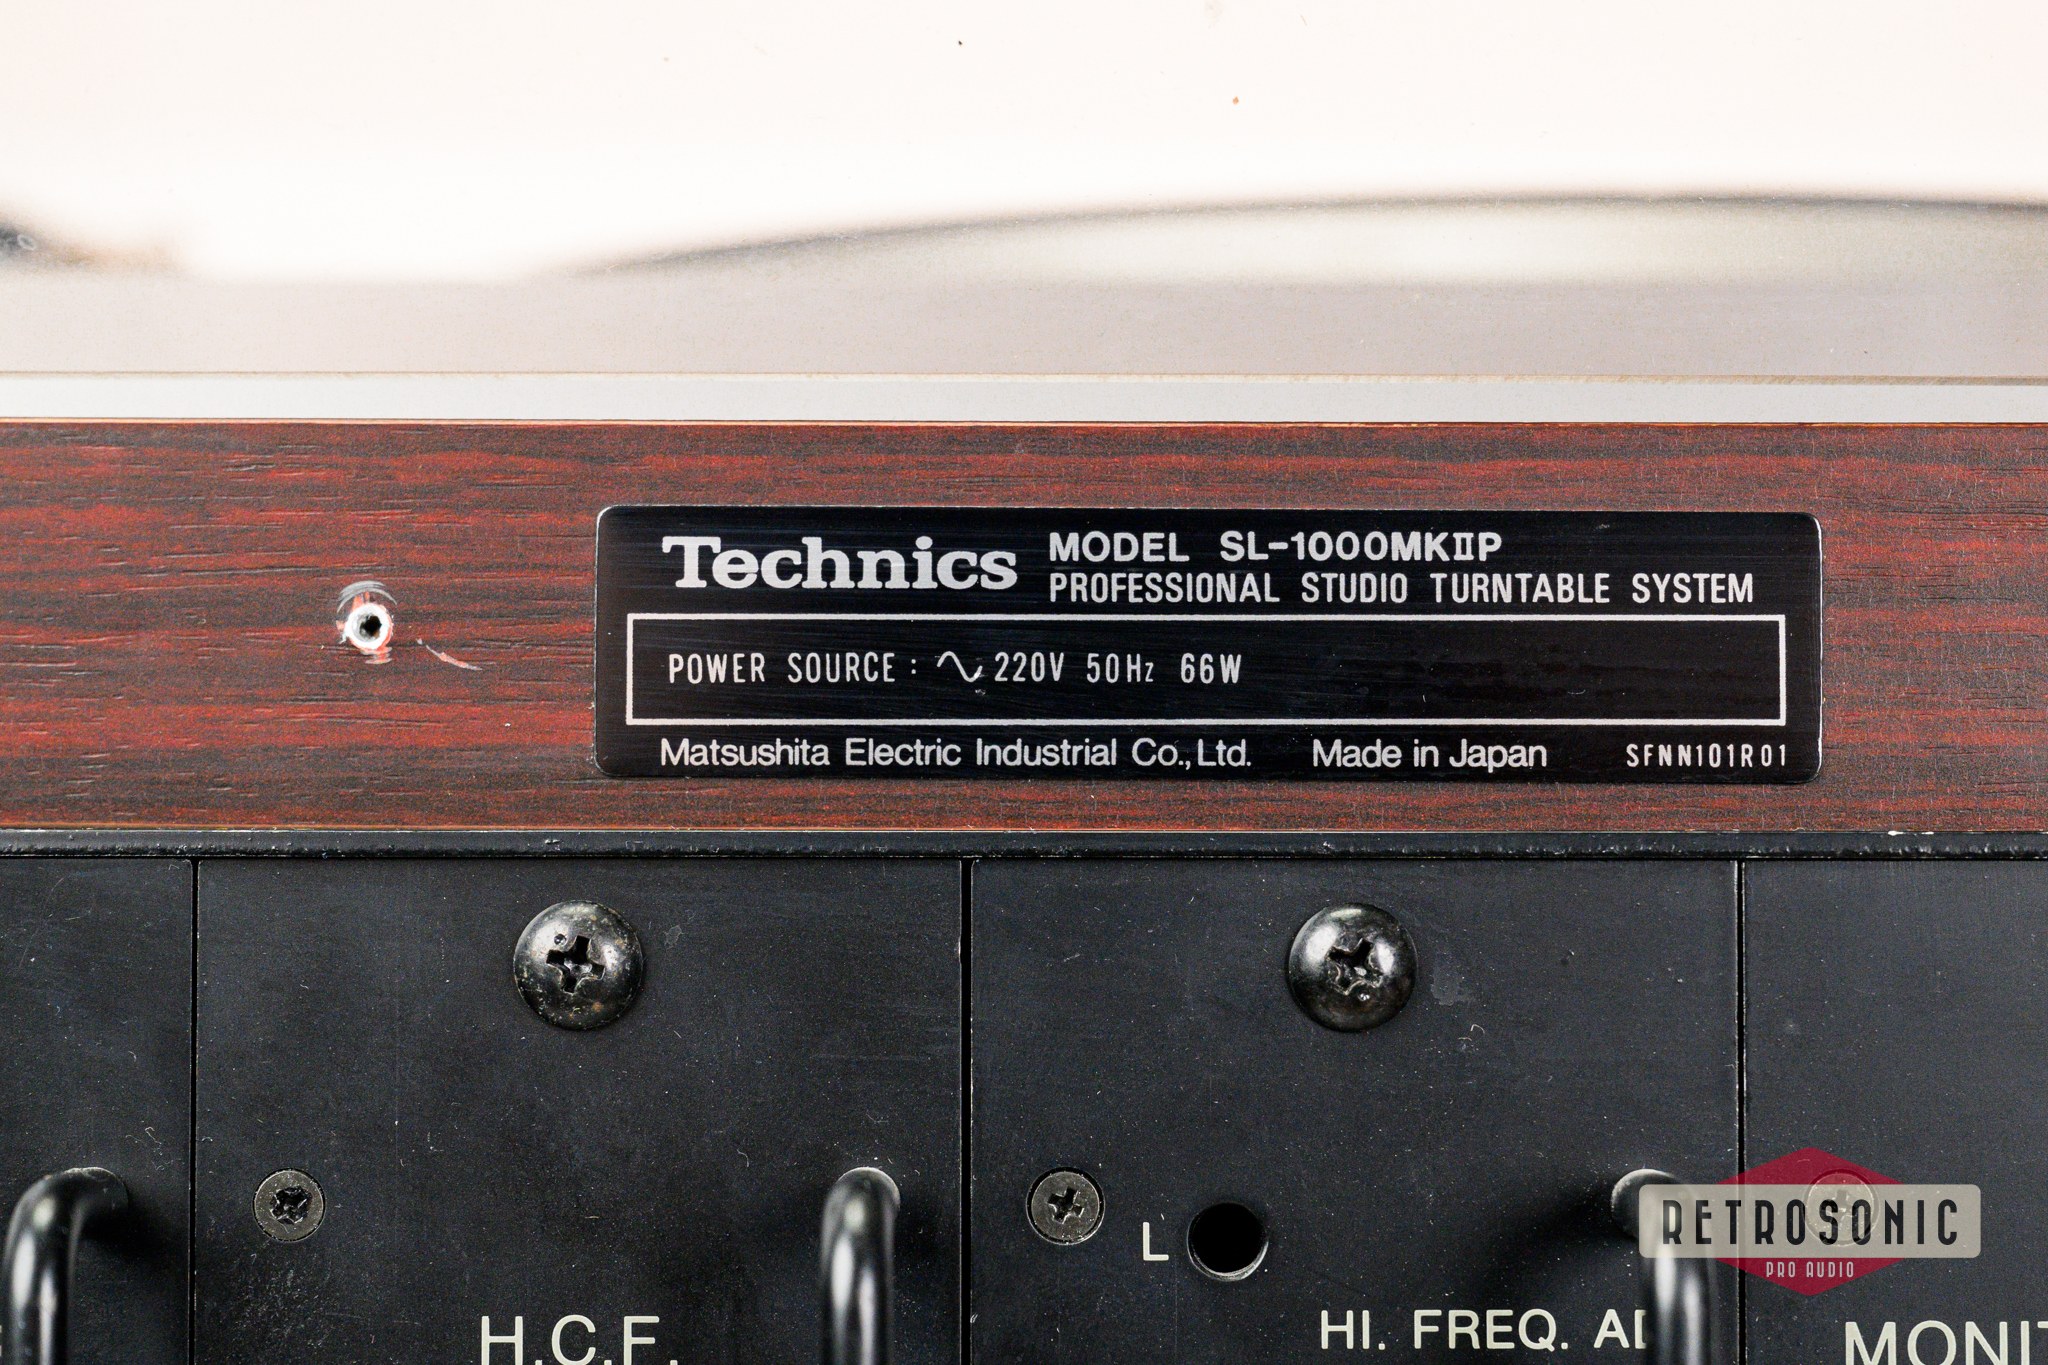 Technics
MODEL SL-1000MKIIP
PROFESSIONAL STUDIO TURNTABLE SYSTEM
POWER SOURCE : ∿ 220V 50Hz 66W
Matsushita Electric Industrial Co., Ltd. Made in Japan SFNN101R01
L
RETROSONIC
PRO AUDIO
H.C.F.
HI. FREQ. AD
MONIT